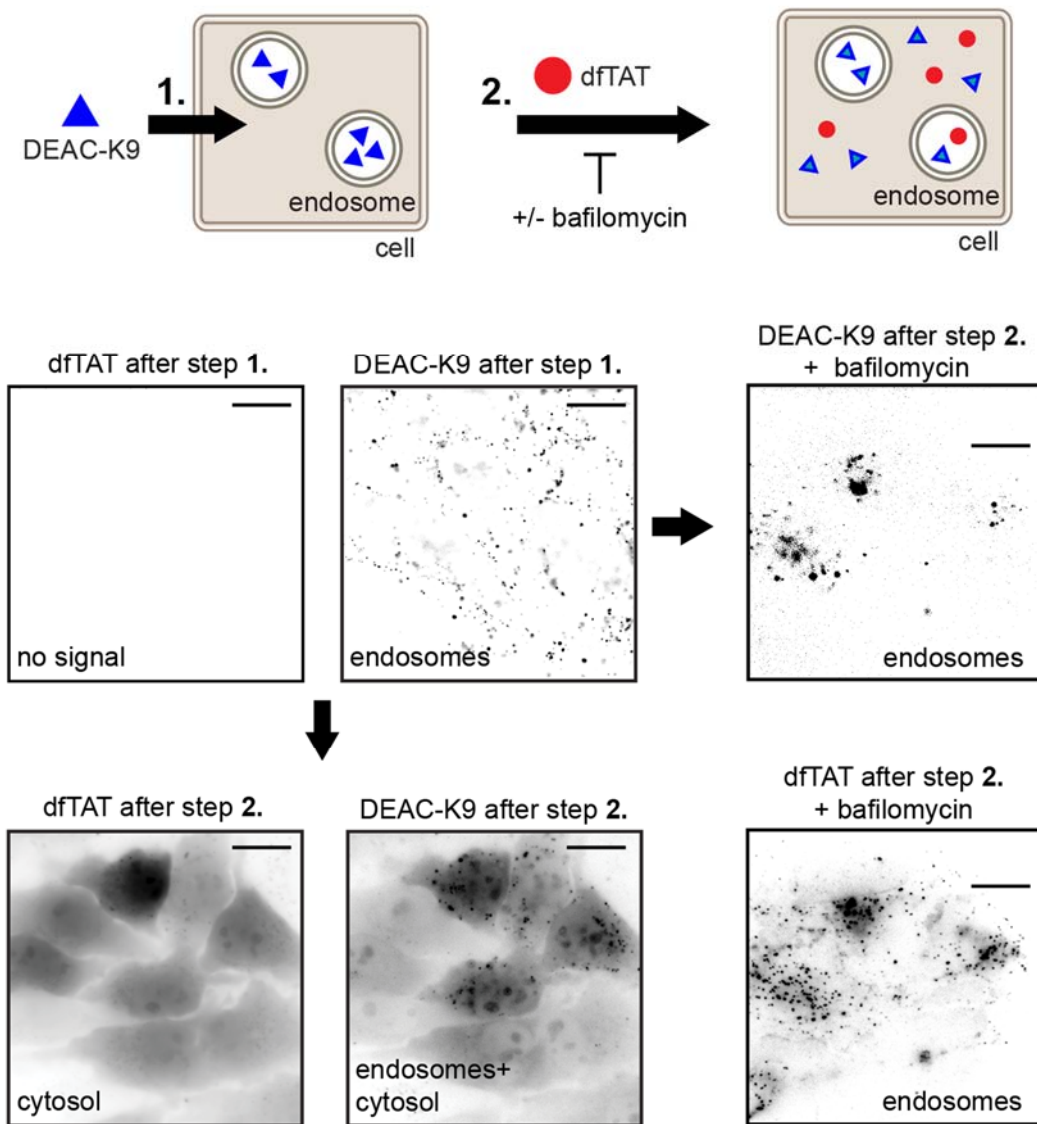 1.
DEAC-K9
endosome
cell
2.
dfTAT
+/- bafilomycin
endosome
cell
dfTAT after step 1.
no signal
DEAC-K9 after step 1.
endosomes
DEAC-K9 after step 2.
+ bafilomycin
endosomes
dfTAT after step 2.
cytosol
DEAC-K9 after step 2.
endosomes+
cytosol
dfTAT after step 2.
+ bafilomycin
endosomes